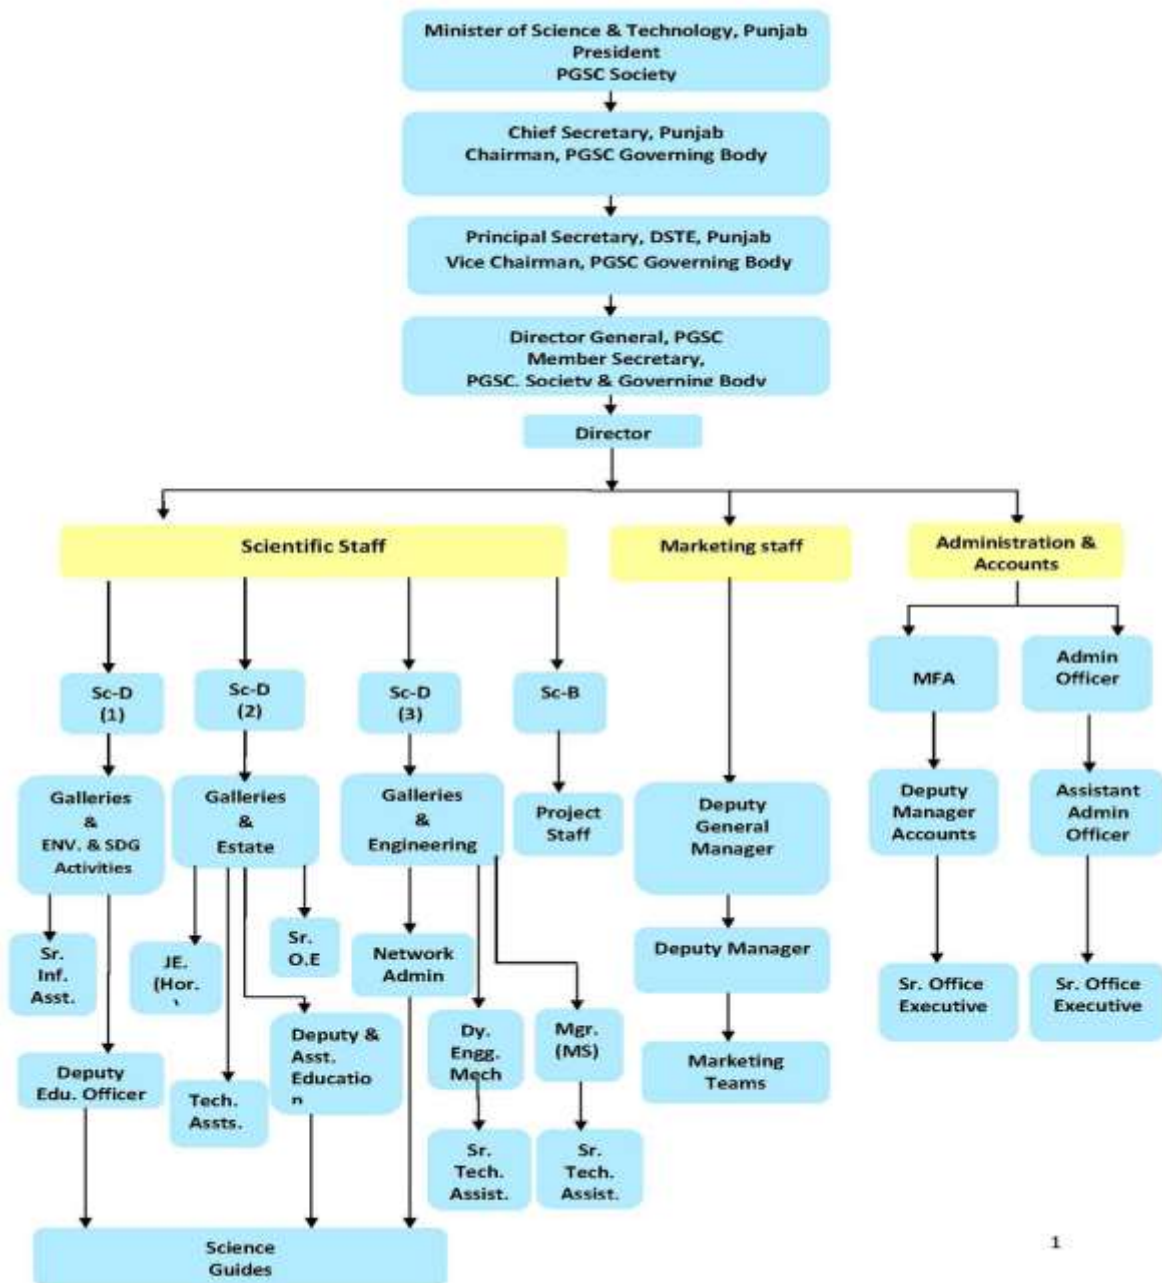 Minister of Science & Technology, Punjab
President
PGSC Society
Chief Secretary, Punjab
Chairman, PGSC Governing Body
Principal Secretary, DSTE, Punjab
Vice Chairman, PGSC Governing Body
Director General, PGSC
Member Secretary,
PGSC. Society & Governing Body
Director
Scientific Staff
Marketing staff
Administration &
Accounts
Sc-D
(1)
Sc-D
(2)
Sc-D
(3)
Sc-B
MFA
Admin
Officer
Galleries
&
ENV. & SDG
Activities
Galleries
&
Estate
Galleries
&
Engineering
Project
Staff
Deputy
General
Manager
Deputy
Manager
Accounts
Assistant
Admin
Officer
Sr.
Inf.
Asst.
JE.
(Hor.
Sr.
O.E
Network
Admin
Deputy Manager
Sr. Office
Executive
Sr. Office
Executive
Deputy
Edu. Officer
Tech.
Assts.
Deputy &
Asst.
Educatio
n
Dy.
Engg.
Mech
Mgr.
(MS)
Marketing
Teams
Sr.
Tech.
Assist.
Sr.
Tech.
Assist.
Science
Guides
1